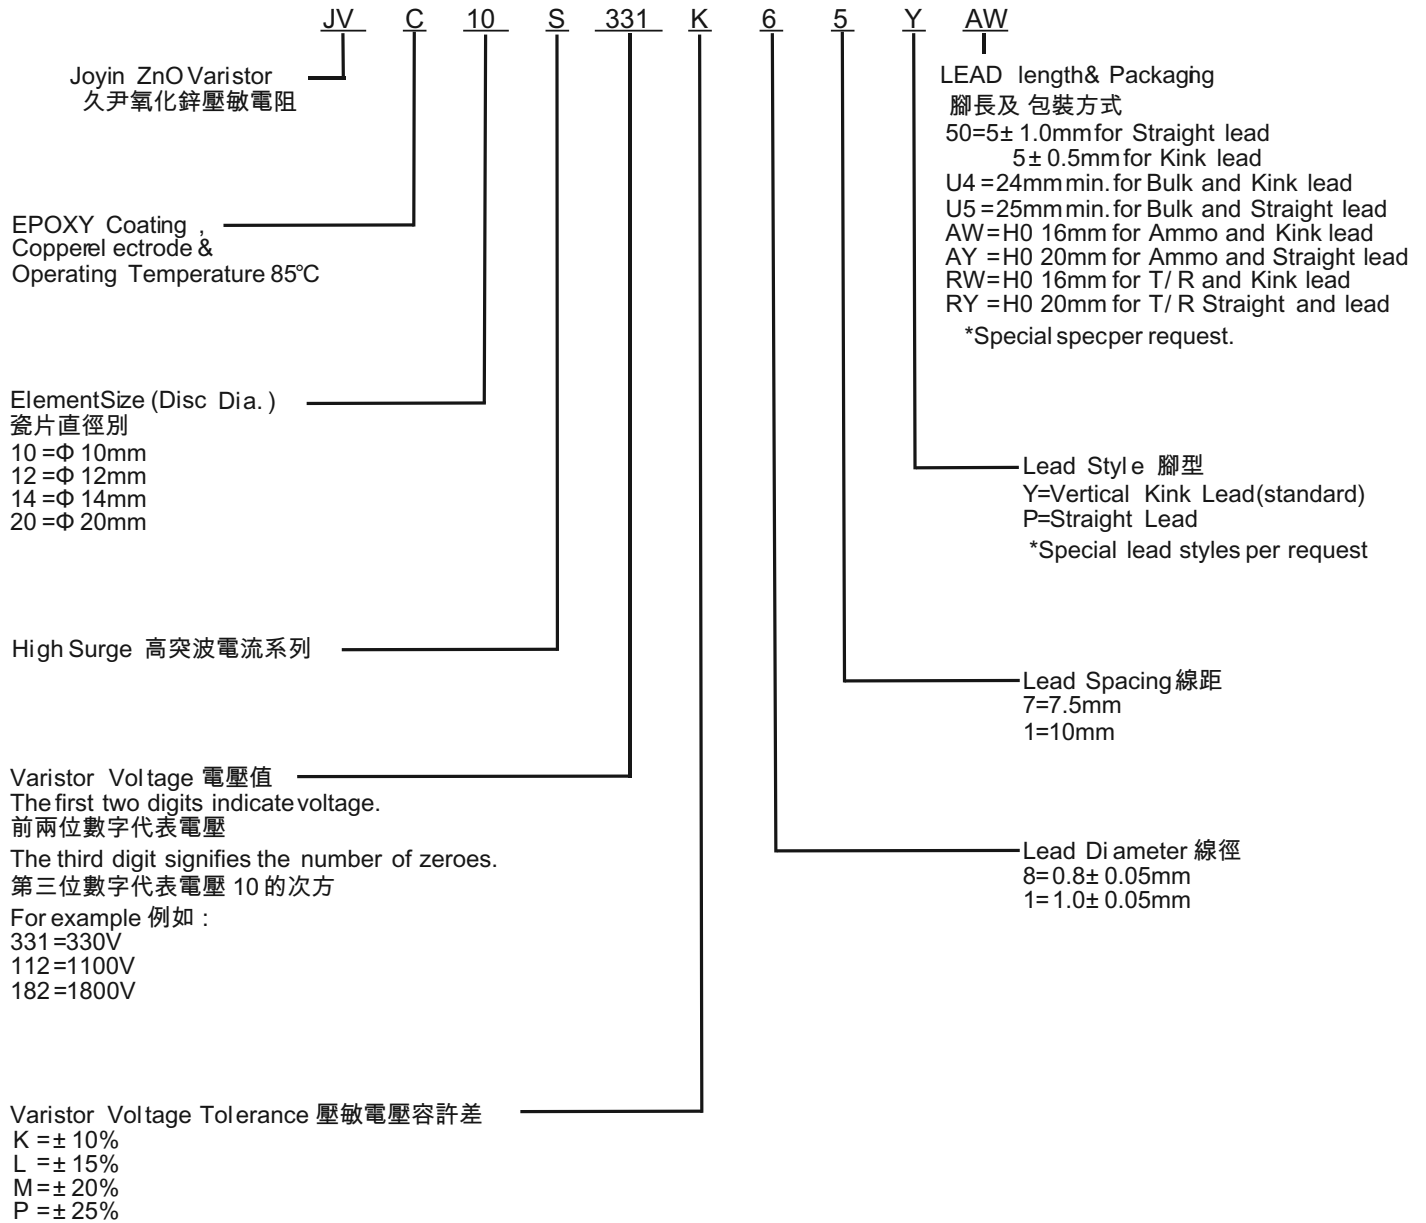 JV C 10 S 331 K 6 5 Y AW
Joyin ZnO Varistor
久尹氧化鋅壓敏電阻
EPOXY Coating ,
Copperel ectrode &
Operating Temperature 85℃
ElementSize (Disc Dia. )
瓷片直徑別
10 =Φ 10mm
12 =Φ 12mm
14 =Φ 14mm
20 =Φ 20mm
High Surge 高突波電流系列
Varistor Voltage 電壓值
The first two digits indicate voltage.
前兩位數字代表電壓
The third digit signifies the number of zeroes.
第三位數字代表電壓 10 的次方
For example 例如 :
331 =330V
112 =1100V
182 =1800V
Varistor Voltage Tolerance 壓敏電壓容許差
K =± 10%
L =± 15%
M =± 20%
P =± 25%
LEAD length& Packaging
腳長及 包裝方式
50=5± 1.0mm for Straight lead
5± 0.5mm for Kink lead
U4 =24mm min. for Bulk and Kink lead
U5 =25mm min. for Bulk and Straight lead
AW=H0 16mm for Ammo and Kink lead
AY =H0 20mm for Ammo and Straight lead
RW=H0 16mm for T/ R and Kink lead
RY =H0 20mm for T/ R Straight and lead
*Special specper request.
Lead Style 腳型
Y=Vertical Kink Lead(standard)
P=Straight Lead
*Special lead styles per request
Lead Spacing 線距
7=7.5mm
1=10mm
Lead Diameter 線徑
8=0.8± 0.05mm
1=1.0± 0.05mm